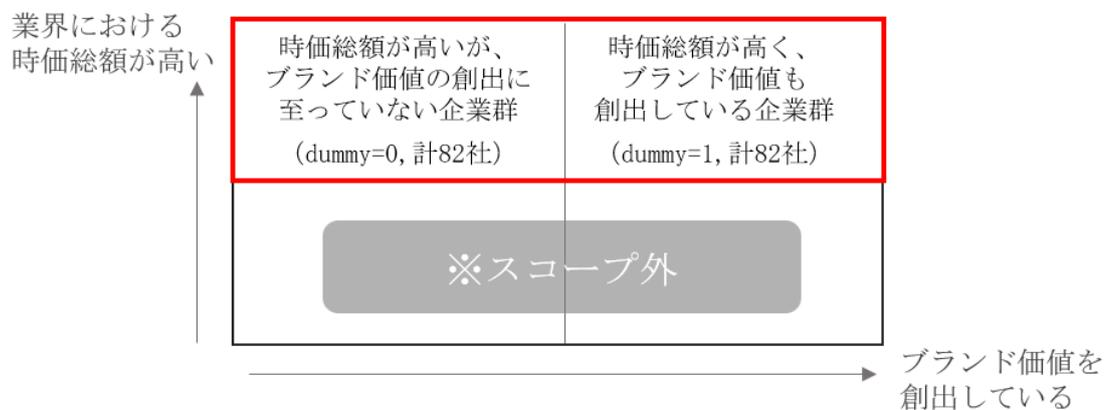 業界における
時価総額が高い
時価総額が高いが、
ブランド価値の創出に
至っていない企業群
(dummy=0, 計82社)
時価総額が高く、
ブランド価値も
創出している企業群
(dummy=1, 計82社)
※スコープ外
ブランド価値を
創出している